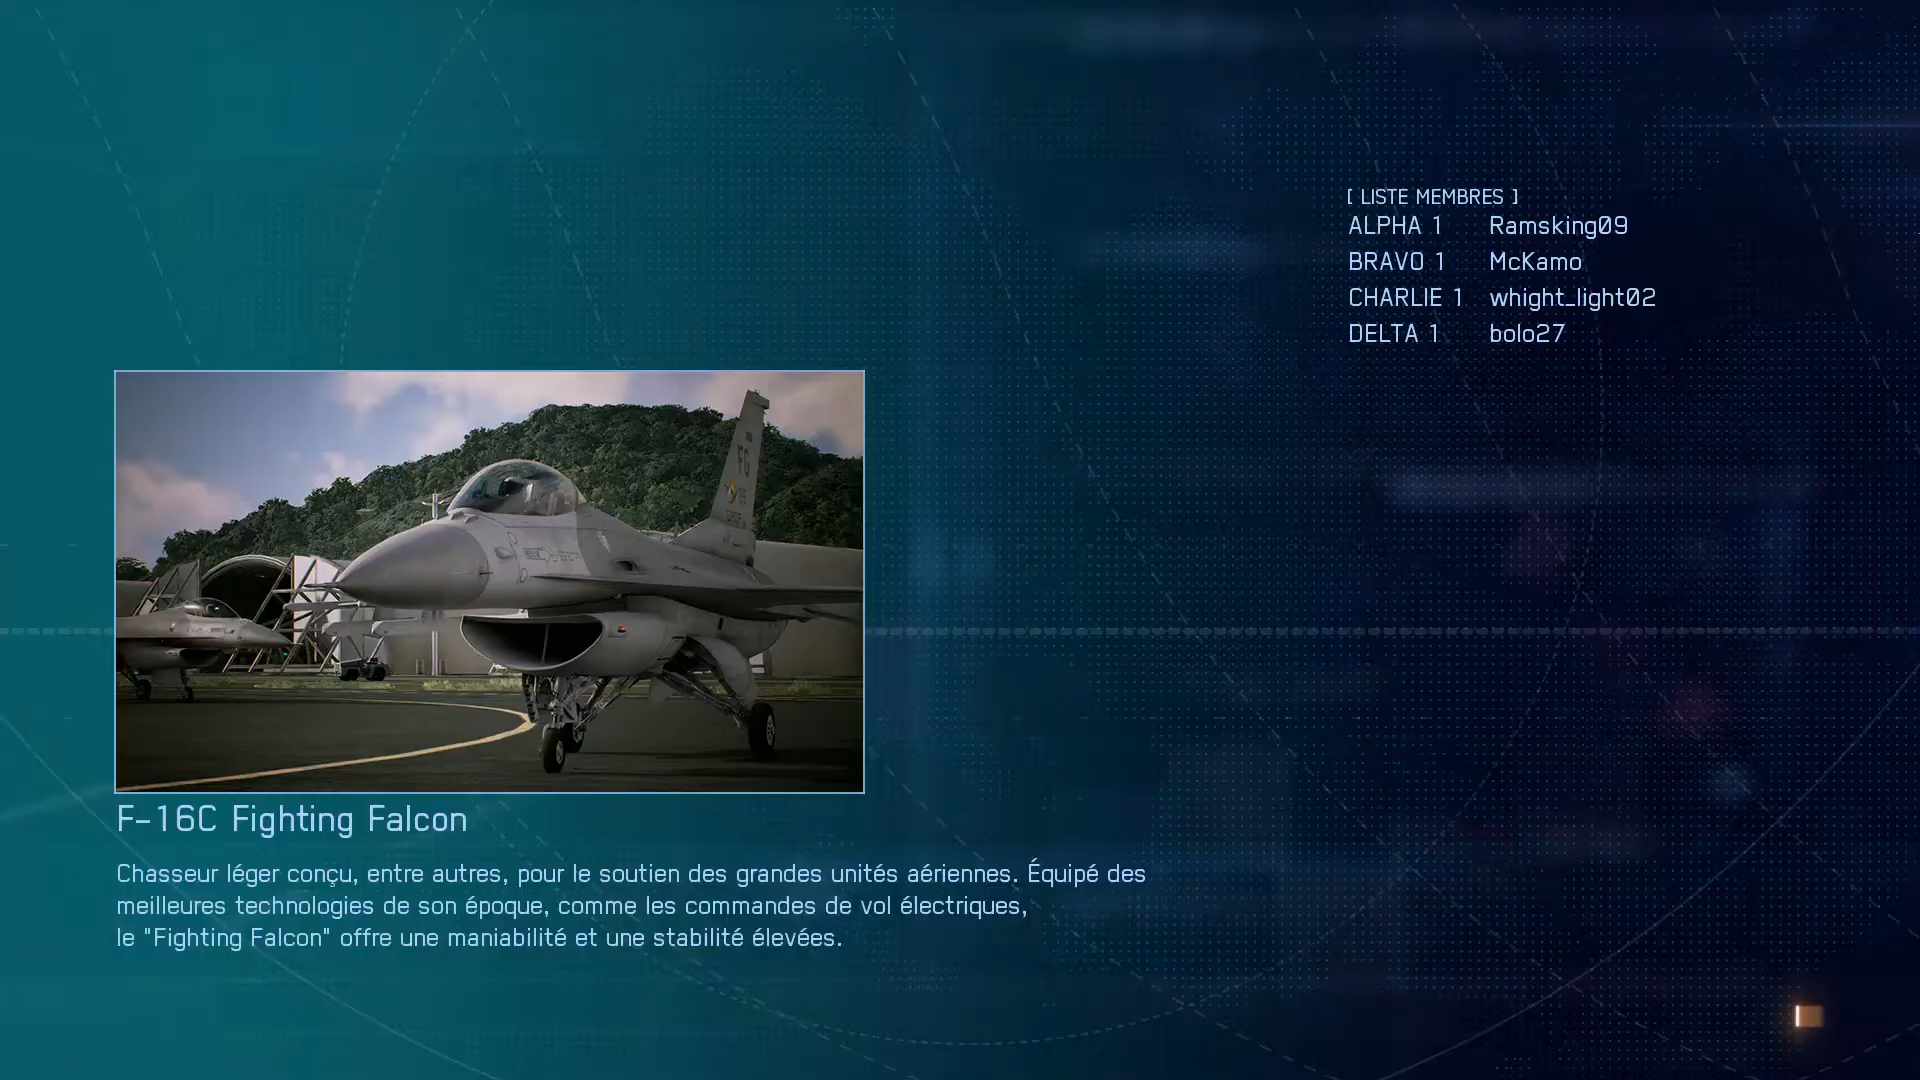 [ LISTE MEMBRES ]
ALPHA 1 Ramsking09
BRAVO 1 McKamo
CHARLIE 1 whight_light02
DELTA 1 bolo27
FG
F-16C Fighting Falcon
Chasseur léger conçu, entre autres, pour le soutien des grandes unités aériennes. Équipé des
meilleures technologies de son époque, comme les commandes de vol électriques,
le "Fighting Falcon" offre une maniabilité et une stabilité élevées.